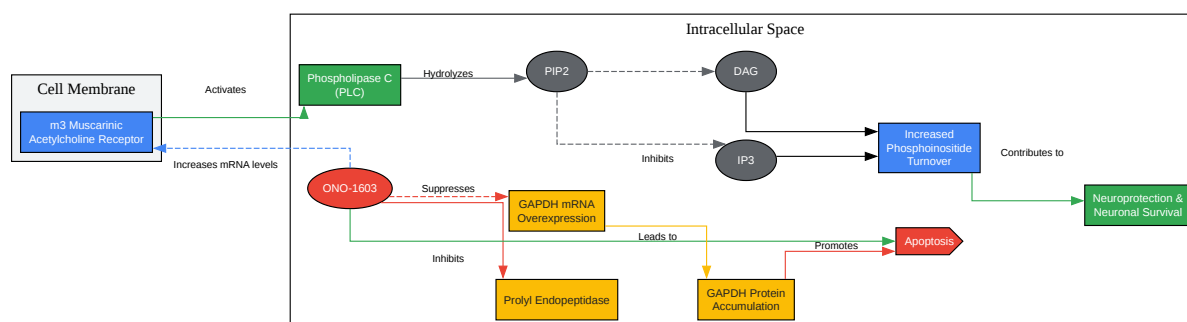 Intracellular Space
Cell Membrane
m3 Muscarinic
Acetylcholine Receptor
Activates
Phospholipase C
(PLC)
Hydrolyzes
PIP2
DAG
Inhibits
IP3
Increased
Phosphoinositide
Turnover
Contributes to
Neuroprotection &
Neuronal Survival
Increases mRNA levels
ONO-1603
Suppresses
GAPDH mRNA
Overexpression
Leads to
Promotes
Apoptosis
Inhibits
Prolyl Endopeptidase
GAPDH Protein
Accumulation